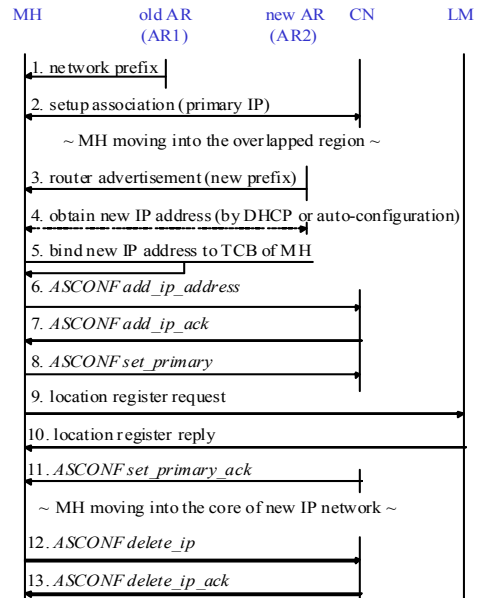 MH old AR new AR CN LM
(AR1) (AR2)
1. network prefix
2. setup association (primary IP)
~ MH moving into the overlapped region ~
3. router advertisement (new prefix)
4. obtain new IP address (by DHCP or auto-configuration)
5. bind new IP address to TCB of MH
6. ASCONF add_ip_address
7. ASCONF add_ip_ack
8. ASCONF set_primary
9. location register request
10. location register reply
11. ASCONF set_primary_ack
~ MH moving into the core of new IP network ~
12. ASCONF delete_ip
13. ASCONF delete_ip_ack